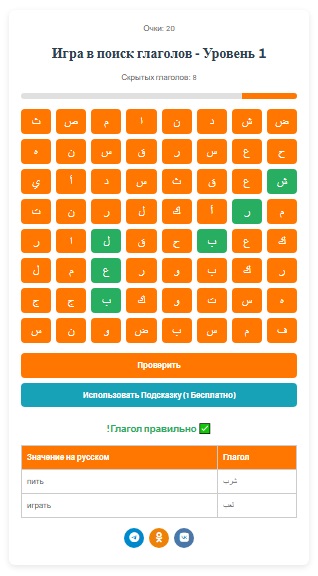 Очки: 20
Игра в поиск глаголов - Уровень 1
Скрытых глаголов: 8
ض ش د ن ا م ص ث
ح ع س ر ق س ن ه
ش ع ق ث س د أ ي
م ر أ ك ل ر ن ت
ك ع ب ح ق ل ا ر
ر ك ب و ر ع م ل
ه س ت و ك ب ج ج
ف م س ب ض و ن س
Проверить
Использовать Подсказку (1 Бесплатно)
!Глагол правильно ✅
Значение на русском Глагол
пить شرب
играть لعب